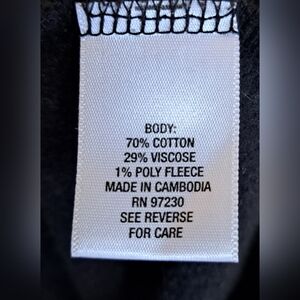 BODY:
70% COTTON
29% VISCOSE
1% POLY FLEECE
MADE IN CAMBODIA
RN 97230
SEE REVERSE
FOR CARE